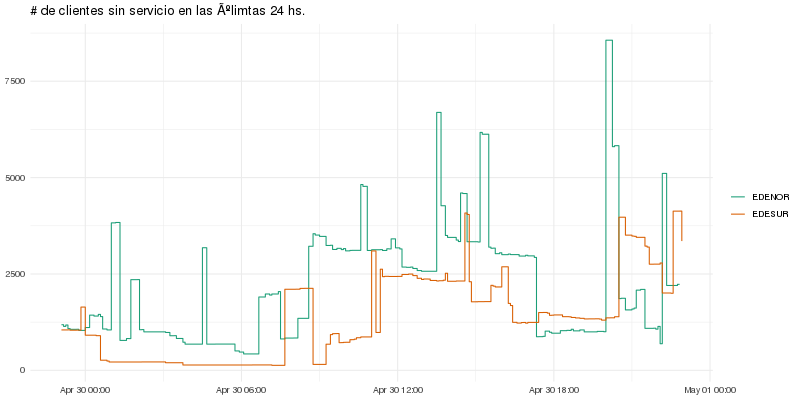 # de clientes sin servicio en las Ãºlimtas 24 hs.
7500
5000
2500
0
Apr 30 00:00
Apr 30 06:00
Apr 30 12:00
Apr 30 18:00
May 01 00:00
EDENOR
EDESUR